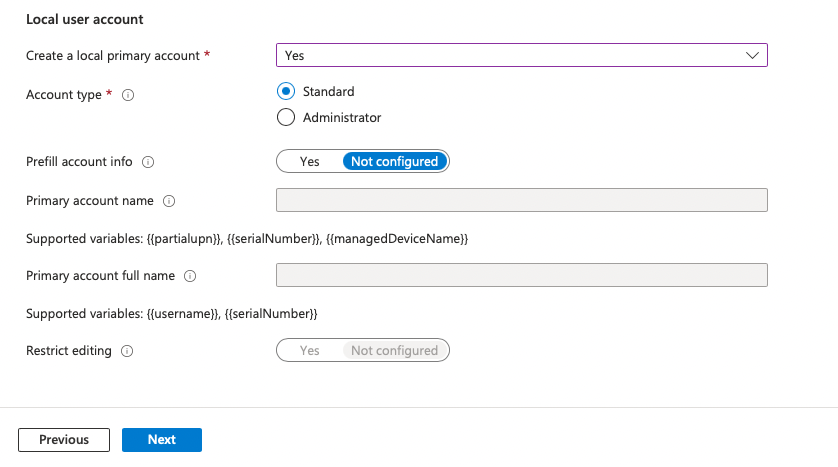 Local user account
Create a local primary account *
Yes
Account type *
Standard
Administrator
Prefill account info
Yes Not configured
Primary account name
Supported variables: {{partialupn}}, {{serialNumber}}, {{managedDeviceName}}
Primary account full name
Supported variables: {{username}}, {{serialNumber}}
Restrict editing
Yes Not configured
Previous Next